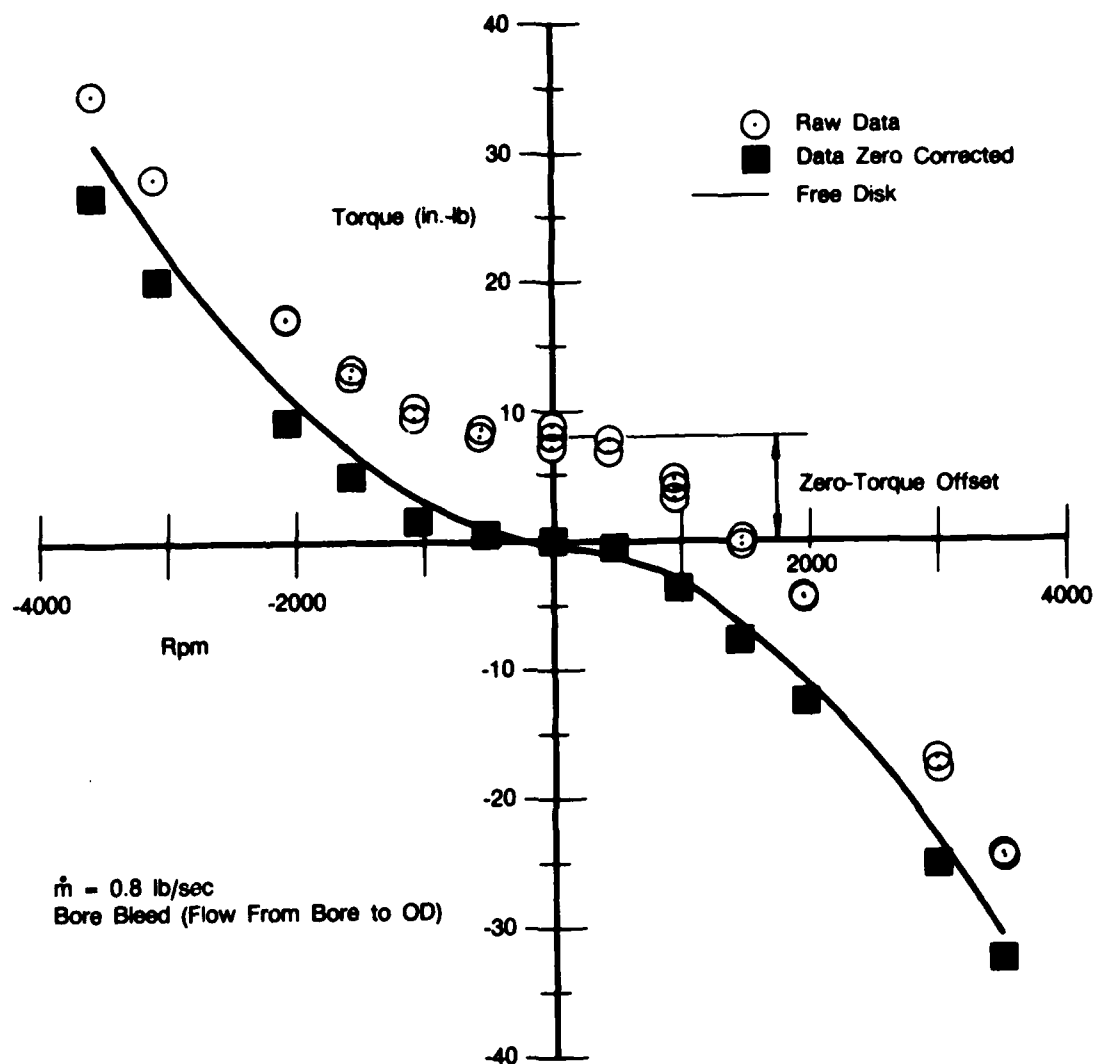 40
Raw Data
Data Zero Corrected
Free Disk
30
Torque (in.-lb)
20
10
Zero-Torque Offset
-4000
-2000
2000
4000
Rpm
-10
-20
ṁ = 0.8 lb/sec
Bore Bleed (Flow From Bore to OD)
-30
-40